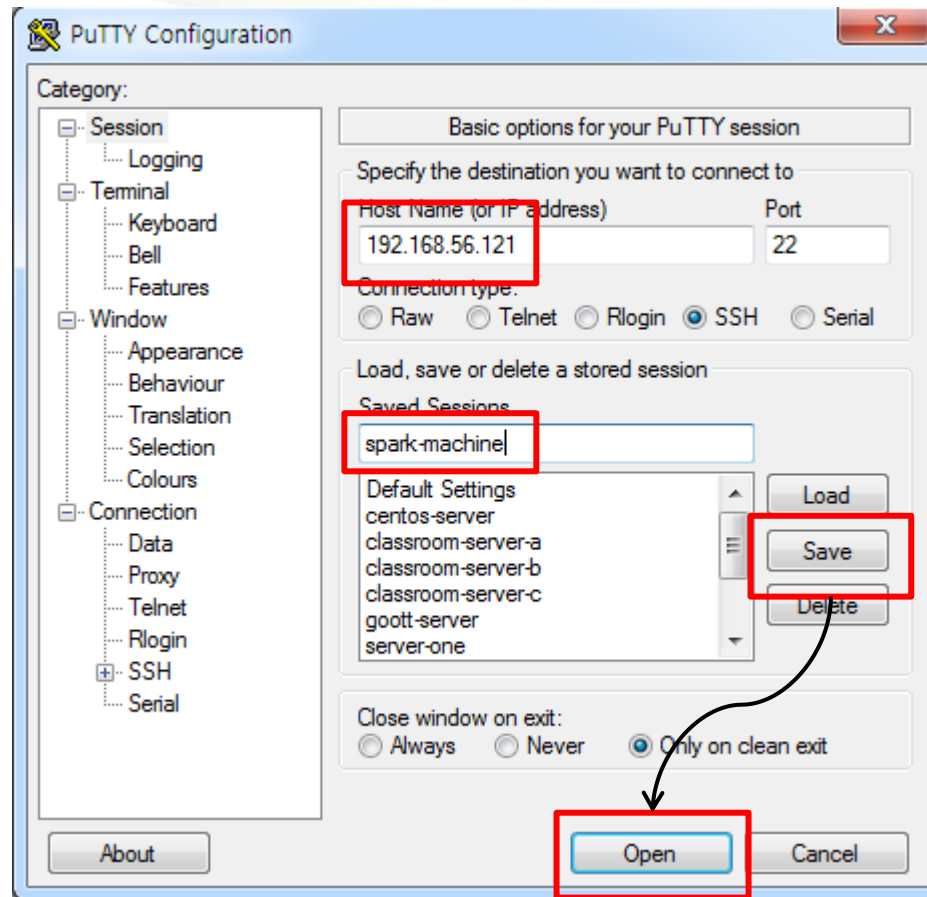 PuTTY Configuration
Category:
Session
Logging
Terminal
Keyboard
Bell
Features
Window
Appearance
Behaviour
Translation
Selection
Colours
Connection
Data
Proxy
Telnet
Rlogin
SSH
Serial
Basic options for your PuTTY session
Specify the destination you want to connect to
Host Name (or IP address) Port
192.168.56.121 22
Connection type:
Raw Telnet Rlogin SSH Serial
Load, save or delete a stored session
Saved Sessions
spark-machine
Default Settings
centos-server
classroom-server-a
classroom-server-b
classroom-server-c
goott-server
server-one
Load
Save
Delete
Close window on exit:
Always Never Only on clean exit
About Open Cancel